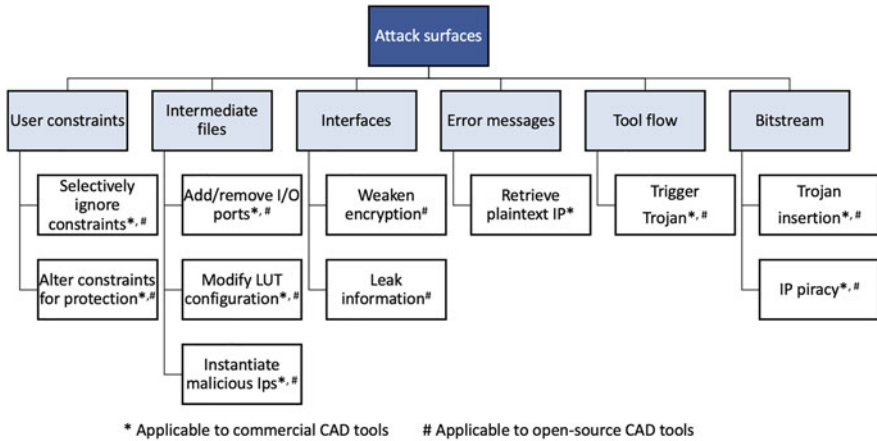 Attack surfaces
User constraints
Intermediate
files
Interfaces
Error messages
Tool flow
Bitstream
Selectively
ignore
constraints*,#
Alter constraints
for protection*,#
Add/remove I/O
ports*,#
Modify LUT
configuration*,#
Instantiate
malicious Ips*,#
Weaken
encryption#
Leak
information#
Retrieve
plaintext IP*
Trigger
Trojan*,#
Trojan
insertion*,#
IP piracy*,#
* Applicable to commercial CAD tools # Applicable to open-source CAD tools